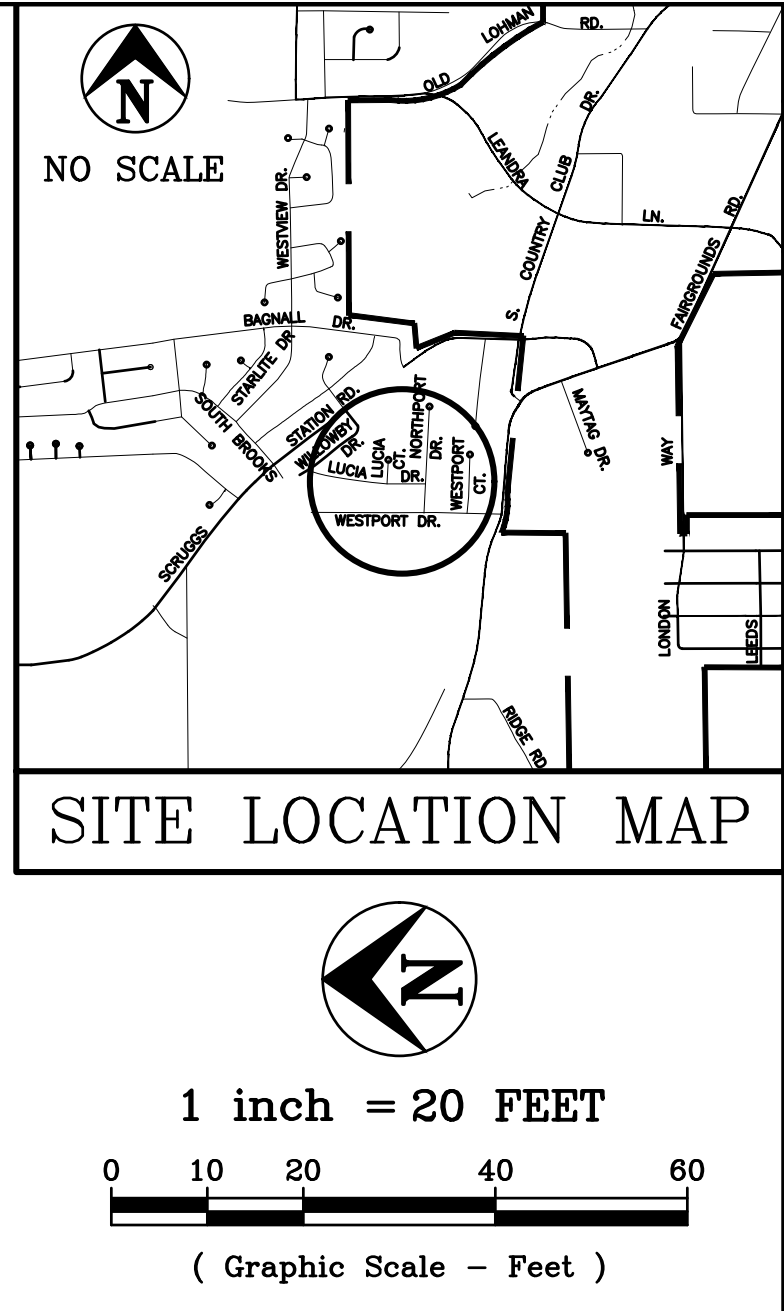 OLD LOHMAN RD.
N
NO SCALE
LEANDRA LN.
S. COUNTRY CLUB DR.
WESTVIEW DR.
FAIRGROUNDS RD.
BAGNALL DR.
STARLITE DR
SOUTH BROOKS
SCRUGGS STATION RD.
WILLOWBY DR.
LUCIA DR.
LUCIA CT.
NORTHPORT DR.
WESTPORT CT.
WESTPORT DR.
MAYTAG DR.
LONDON WAY
LEEDS
RIDGE RD
SITE LOCATION MAP
N
1 inch = 20 FEET
0 10 20 40 60
( Graphic Scale - Feet )